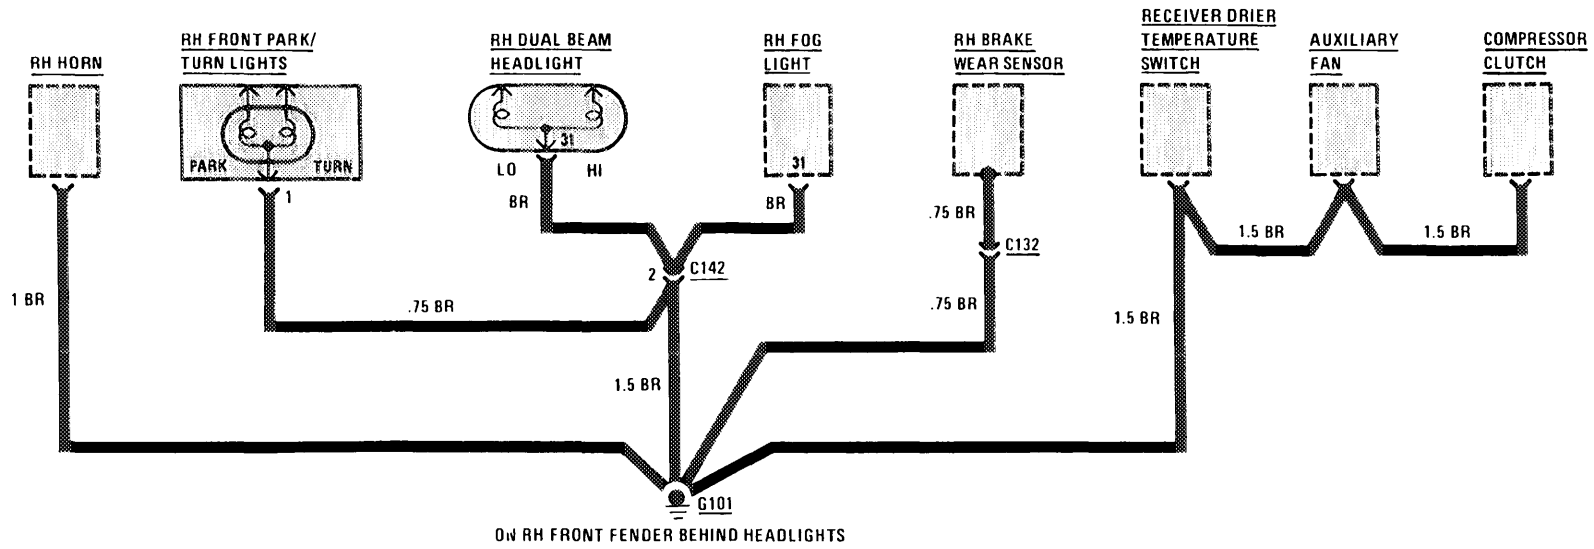 RH HORN
RH FRONT PARK/
TURN LIGHTS
RH DUAL BEAM
HEADLIGHT
RH FOG
LIGHT
RH BRAKE
WEAR SENSOR
RECEIVER DRIER
TEMPERATURE
SWITCH
AUXILIARY
FAN
COMPRESSOR
CLUTCH
PARK
TURN
31
LO
HI
31
1
BR
BR
.75 BR
1.5 BR
1.5 BR
2
C142
C132
1 BR
.75 BR
.75 BR
1.5 BR
1.5 BR
G101
ON RH FRONT FENDER BEHIND HEADLIGHTS